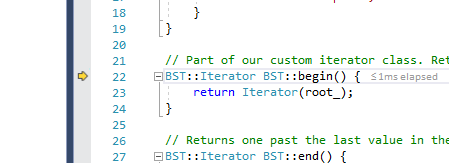 18 }
19 }
20
21 // Part of our custom iterator class. Ret
22 BST::Iterator BST::begin() { ≤1ms elapsed
23 return Iterator(root_);
24 }
25
26 // Returns one past the last value in the
27 BST::Iterator BST::end() {